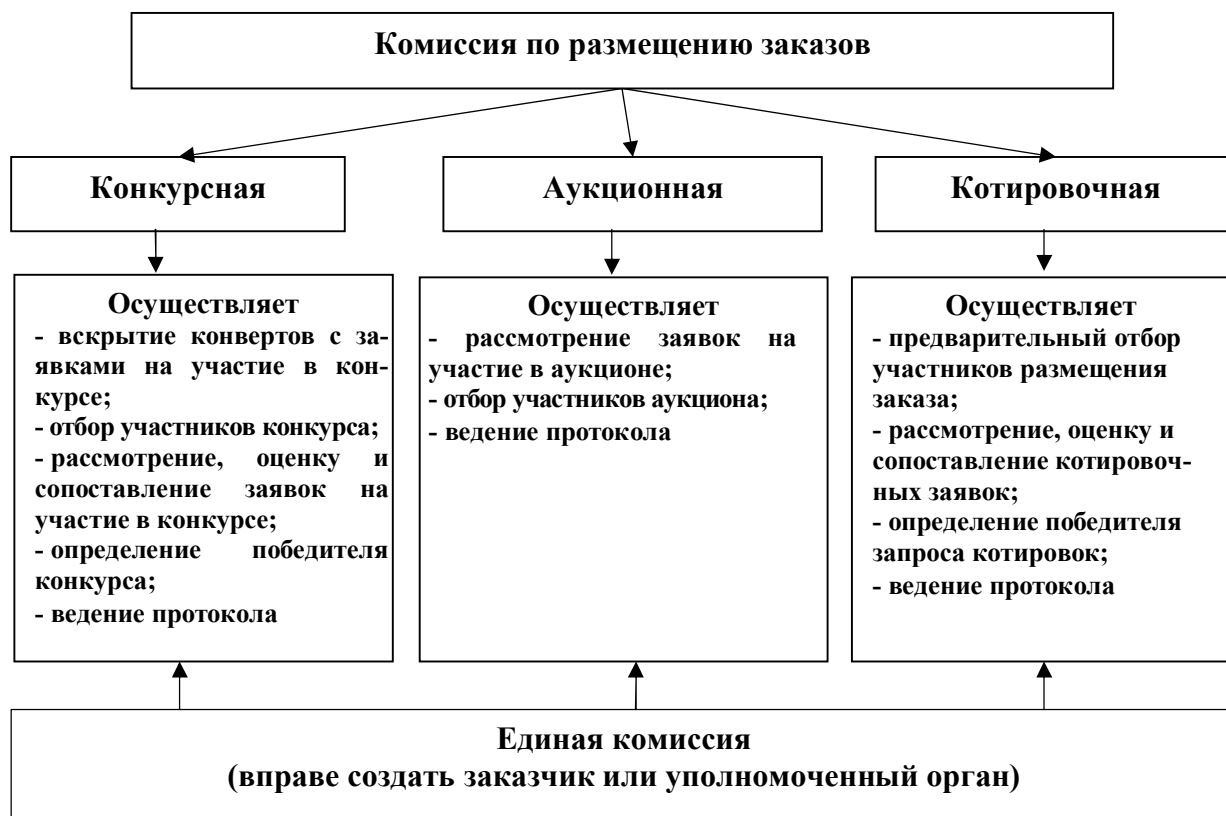 Комиссия по размещению заказов
Конкурсная
Аукционная
Котировочная
Осуществляет
- вскрытие конвертов с за-
явками на участие в кон-
курсе;
- отбор участников конкурса;
- рассмотрение, оценку и
сопоставление заявок на
участие в конкурсе;
- определение победителя
конкурса;
- ведение протокола
Осуществляет
- рассмотрение заявок на
участие в аукционе;
- отбор участников аукциона;
- ведение протокола
Осуществляет
- предварительный отбор
участников размещения
заказа;
- рассмотрение, оценку и
сопоставление котировоч-
ных заявок;
- определение победителя
запроса котировок;
- ведение протокола
Единая комиссия
(вправе создать заказчик или уполномоченный орган)